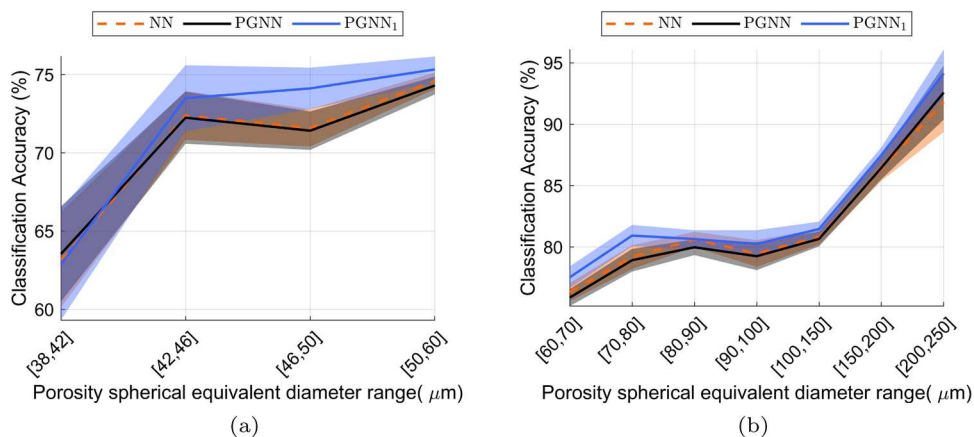 NN PGNN PGNN₁
Classification Accuracy (%)
75
70
65
60
[38,42] [42,46] [46,50] [50,60]
Porosity spherical equivalent diameter range( μm)
(a)
NN PGNN PGNN₁
Classification Accuracy (%)
95
90
85
80
[60,70] [70,80] [80,90] [90,100] [100,150] [150,200] [200,250]
Porosity spherical equivalent diameter range( μm)
(b)